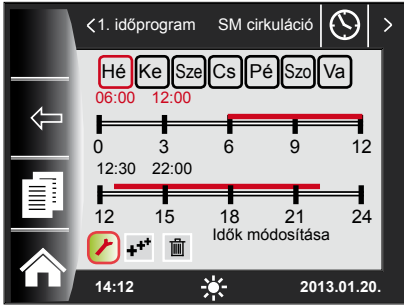 <1. időprogram SM cirkuláció >
Hé Ke Sze Cs Pé Szo Va
06:00 12:00
0 3 6 9 12
12:30 22:00
12 15 18 21 24
Idők módosítása
14:12 2013.01.20.